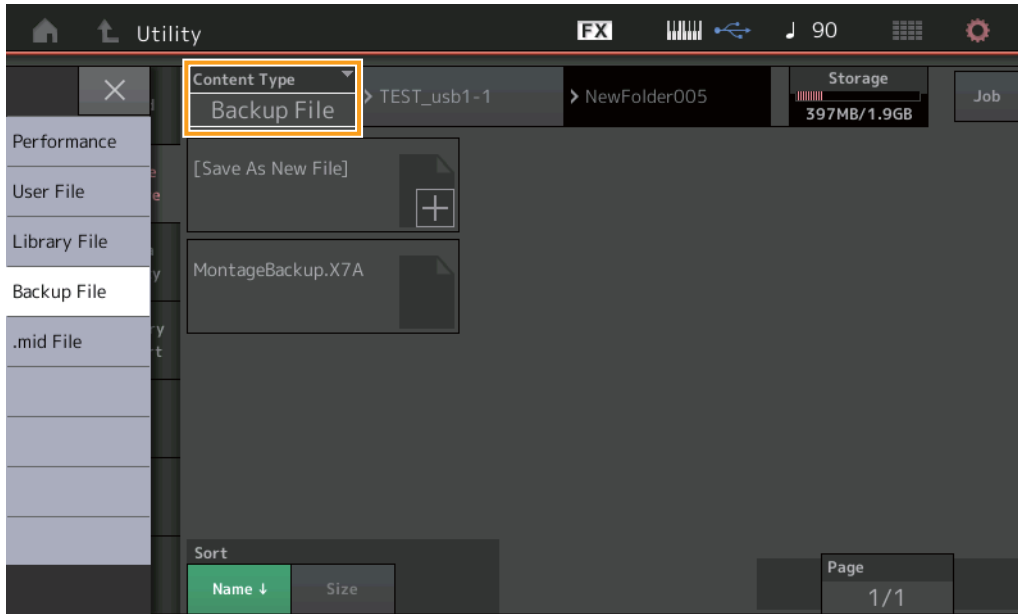 Utility
FX
♩ 90
Content Type
Backup File
> TEST_usb1-1
> NewFolder005
Storage
397MB/1.9GB
Job
Performance
User File
Library File
Backup File
.mid File
[Save As New File]
MontageBackup.X7A
Sort
Name ↓
Size
Page
1/1